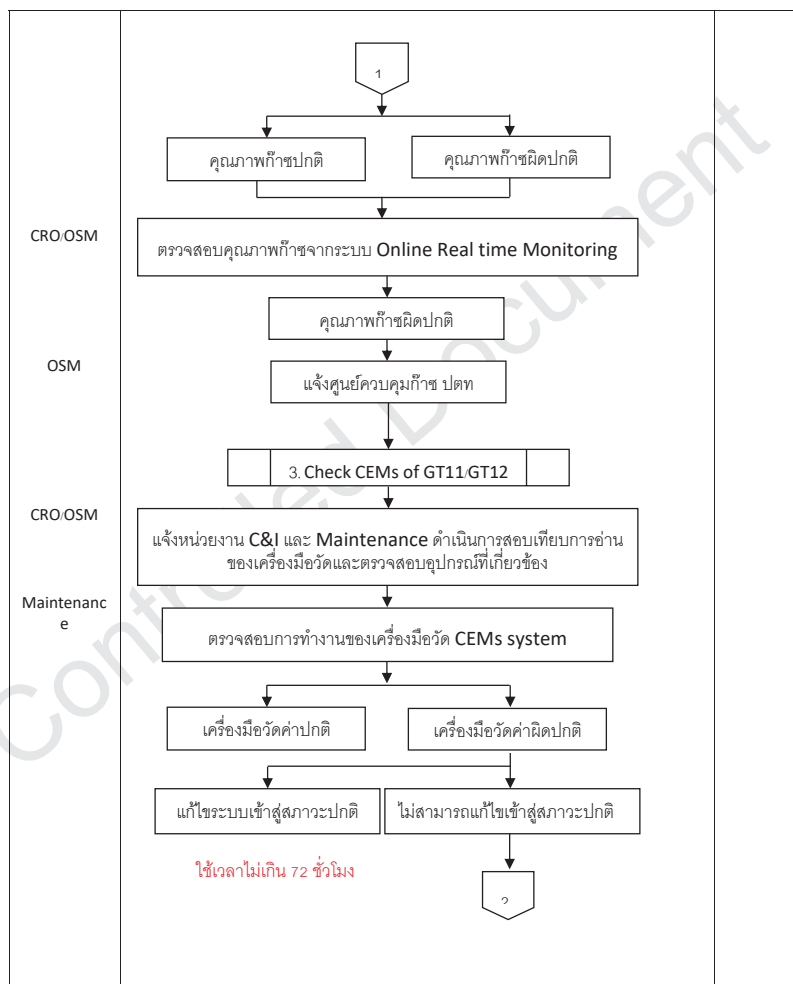 1
คุณภาพก๊าซปกติ
คุณภาพก๊าซผิดปกติ
CRO/OSM
ตรวจสอบคุณภาพก๊าซจากระบบ Online Real time Monitoring
คุณภาพก๊าซผิดปกติ
OSM
แจ้งศูนย์ควบคุมก๊าซ ปตท
3. Check CEMs of GT11/GT12
CRO/OSM
แจ้งหน่วยงาน C&I และ Maintenance ดำเนินการสอบเทียบการอ่าน
ของเครื่องมือวัดและตรวจสอบอุปกรณ์ที่เกี่ยวข้อง
Maintenanc
e
ตรวจสอบการทำงานของเครื่องมือวัด CEMs system
เครื่องมือวัดค่าปกติ
เครื่องมือวัดค่าผิดปกติ
แก้ไขระบบเข้าสู่สภาวะปกติ
ไม่สามารถแก้ไขเข้าสู่สภาวะปกติ
ใช้เวลาไม่เกิน 72 ชั่วโมง
2
Controlled Document